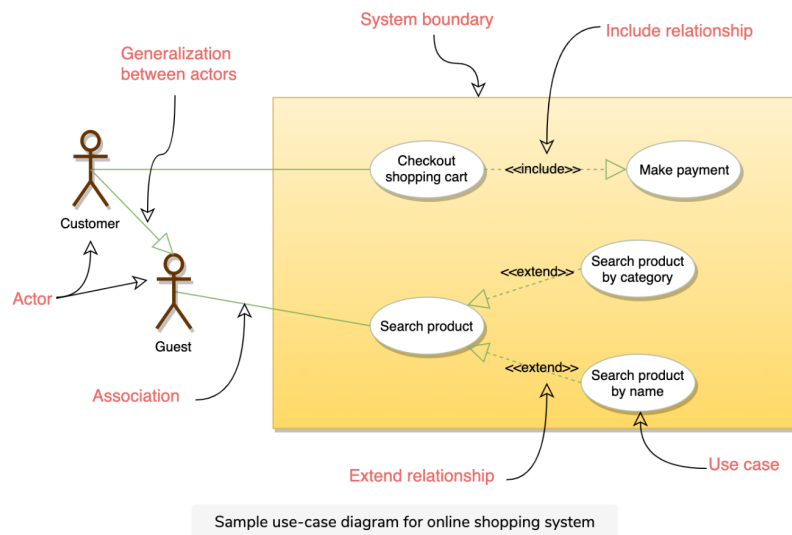 System boundary
Include relationship
Generalization
between actors
Checkout
shopping cart
<<include>>
Make payment
Customer
<<extend>>
Search product
by category
Actor
Guest
Search product
<<extend>>
Search product
by name
Association
Extend relationship
Use case
Sample use-case diagram for online shopping system